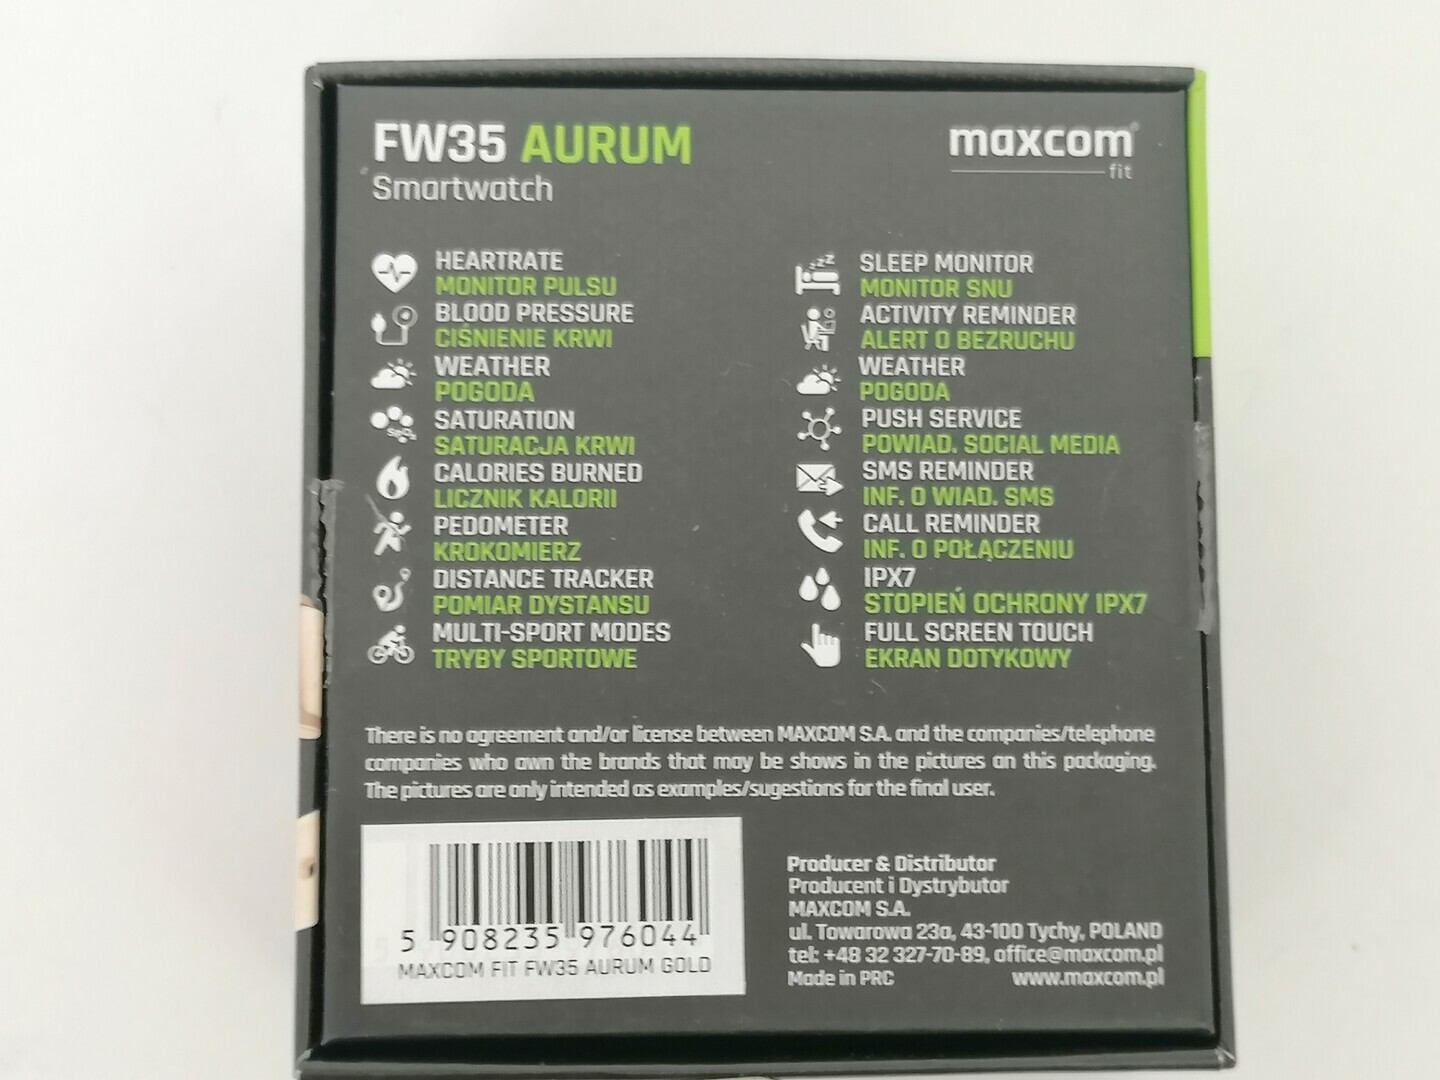 FW35 AURUM
Smartwatch
maxcom
fit
HEARTRATE
MONITOR PULSU
BLOOD PRESSURE
CIŚNIENIE KRWI
WEATHER
POGODA
SATURATION
SATURACJA KRWI
CALORIES BURNED
LICZNIK KALORII
PEDOMETER
KROKOMIERZ
DISTANCE TRACKER
POMIAR DYSTANSU
MULTI-SPORT MODES
TRYBY SPORTOWE
SLEEP MONITOR
MONITOR SNU
ACTIVITY REMINDER
ALERT O BEZRUCHU
WEATHER
POGODA
PUSH SERVICE
POWIAD. SOCIAL MEDIA
SMS REMINDER
INF. O WIAD. SMS
CALL REMINDER
INF. O POŁĄCZENIU
IPX7
STOPIEŃ OCHRONY IPX7
FULL SCREEN TOUCH
EKRAN DOTYKOWY
There is no agreement and/or license between MAXCOM S.A. and the companies/telephone
companies who own the brands that may be shows in the pictures on this packaging.
The pictures are only intended as examples/sugestions for the final user.
5 908235 976044
MAXCOM FIT FW35 AURUM GOLD
Producer & Distributor
Producent i Dystrybutor
MAXCOM S.A.
ul. Towarowa 23a, 43-100 Tychy, POLAND
tel: +48 32 327-70-89, office@maxcom.pl
Made in PRC www.maxcom.pl